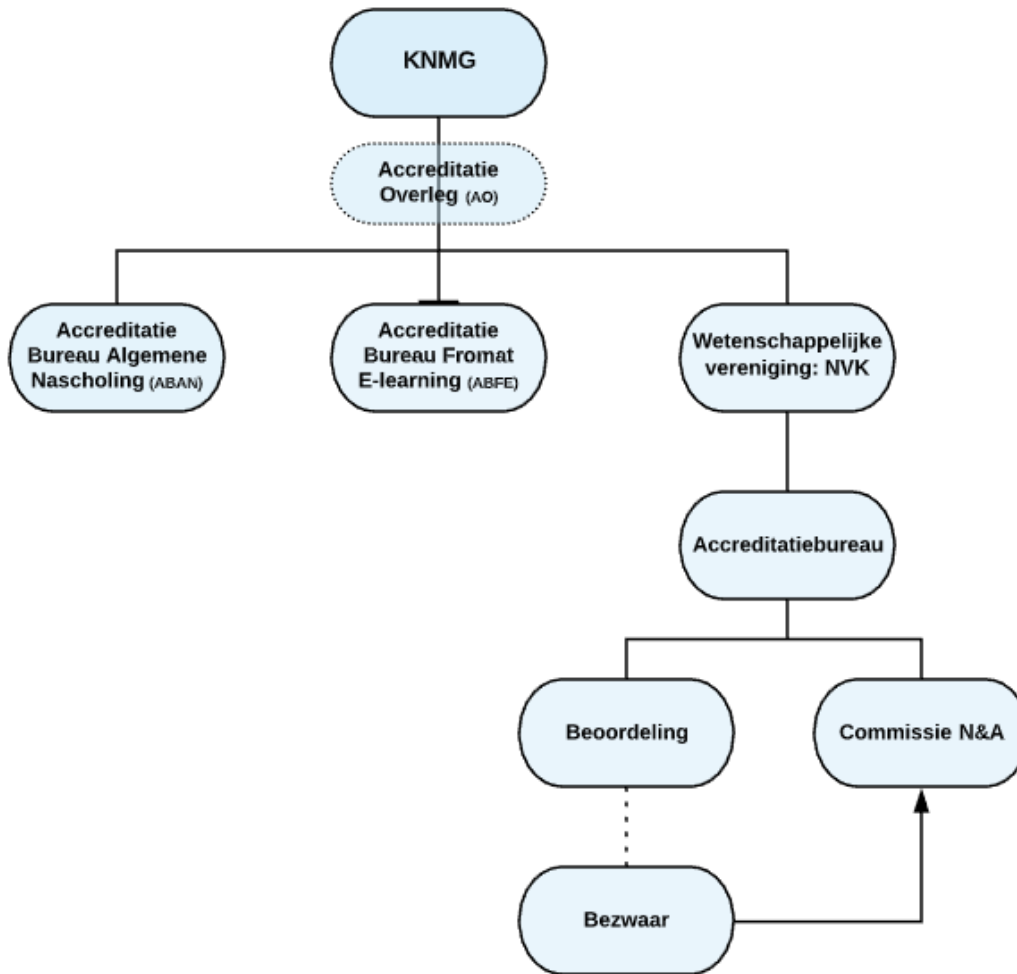 KNMG
Accreditatie
Overleg (AO)
Accreditatie
Bureau Algemene
Nascholing (ABAN)
Accreditatie
Bureau Fromat
E-learning (ABFE)
Wetenschappelijke
vereniging: NVK
Accreditatiebureau
Beoordeling
Commissie N&A
Bezwaar